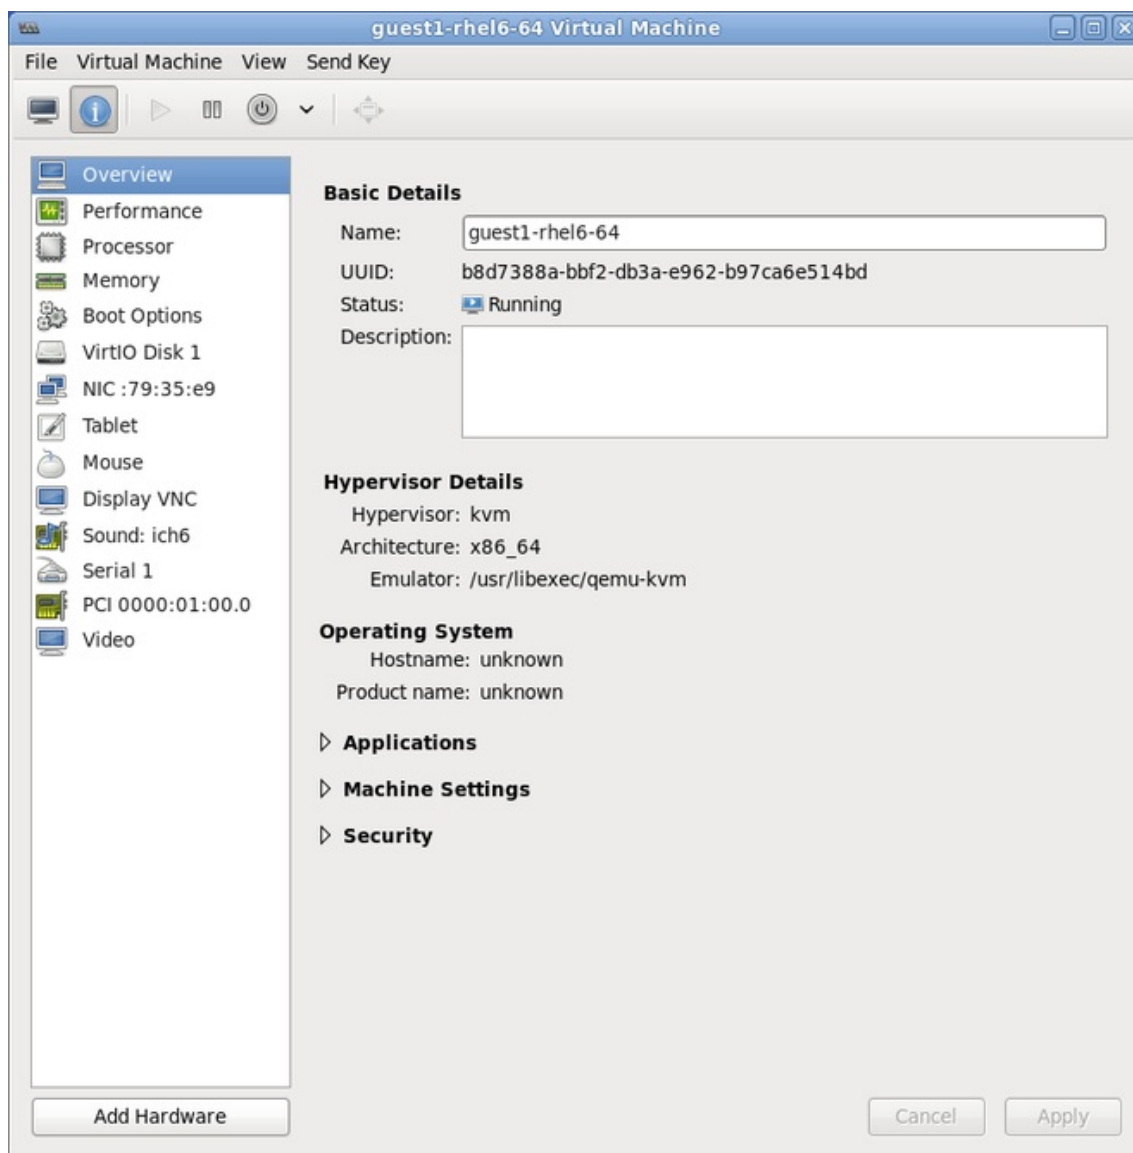 guest1-rhel6-64 Virtual Machine
File Virtual Machine View Send Key
Overview
Performance
Processor
Memory
Boot Options
VirtIO Disk 1
NIC :79:35:e9
Tablet
Mouse
Display VNC
Sound: ich6
Serial 1
PCI 0000:01:00.0
Video
Add Hardware
Basic Details
Name: guest1-rhel6-64
UUID: b8d7388a-bbf2-db3a-e962-b97ca6e514bd
Status: Running
Description:
Hypervisor Details
Hypervisor: kvm
Architecture: x86_64
Emulator: /usr/libexec/qemu-kvm
Operating System
Hostname: unknown
Product name: unknown
Applications
Machine Settings
Security
Cancel Apply